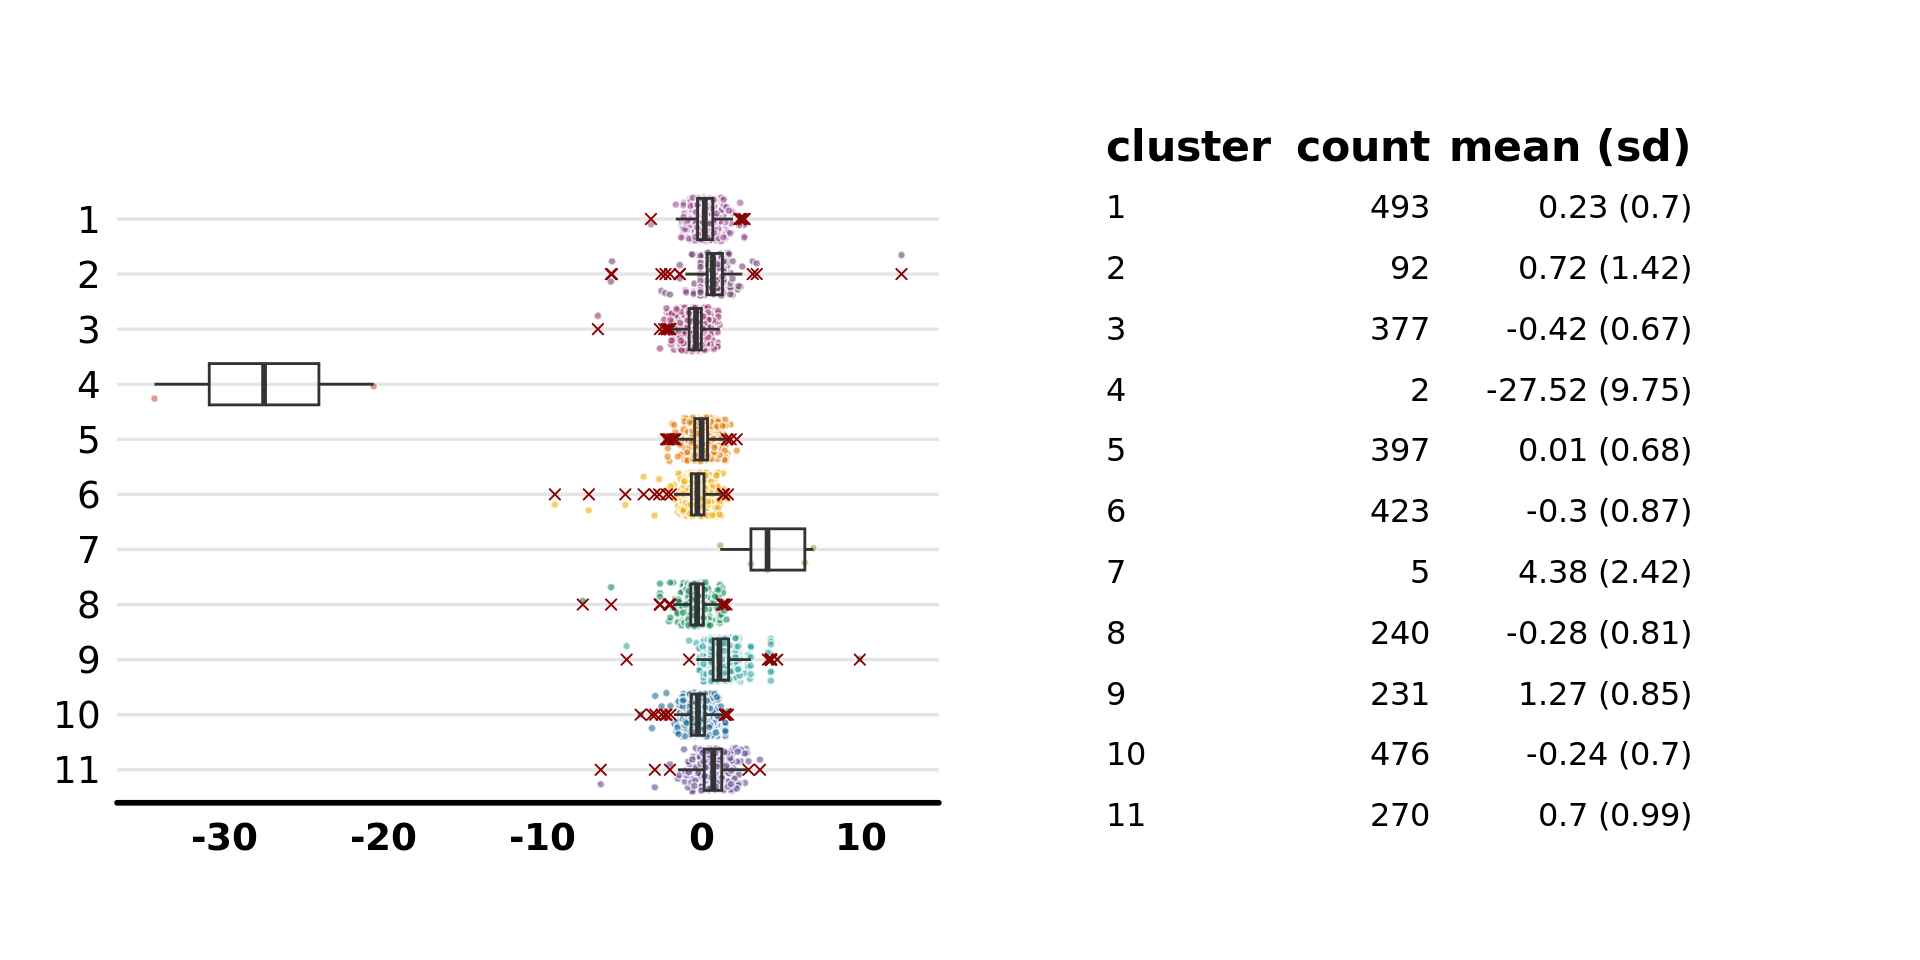 1
2
3
4
5
6
7
8
9
10
11
-30 -20 -10 0 10
cluster count mean (sd)
1 493 0.23 (0.7)
2 92 0.72 (1.42)
3 377 -0.42 (0.67)
4 2 -27.52 (9.75)
5 397 0.01 (0.68)
6 423 -0.3 (0.87)
7 5 4.38 (2.42)
8 240 -0.28 (0.81)
9 231 1.27 (0.85)
10 476 -0.24 (0.7)
11 270 0.7 (0.99)